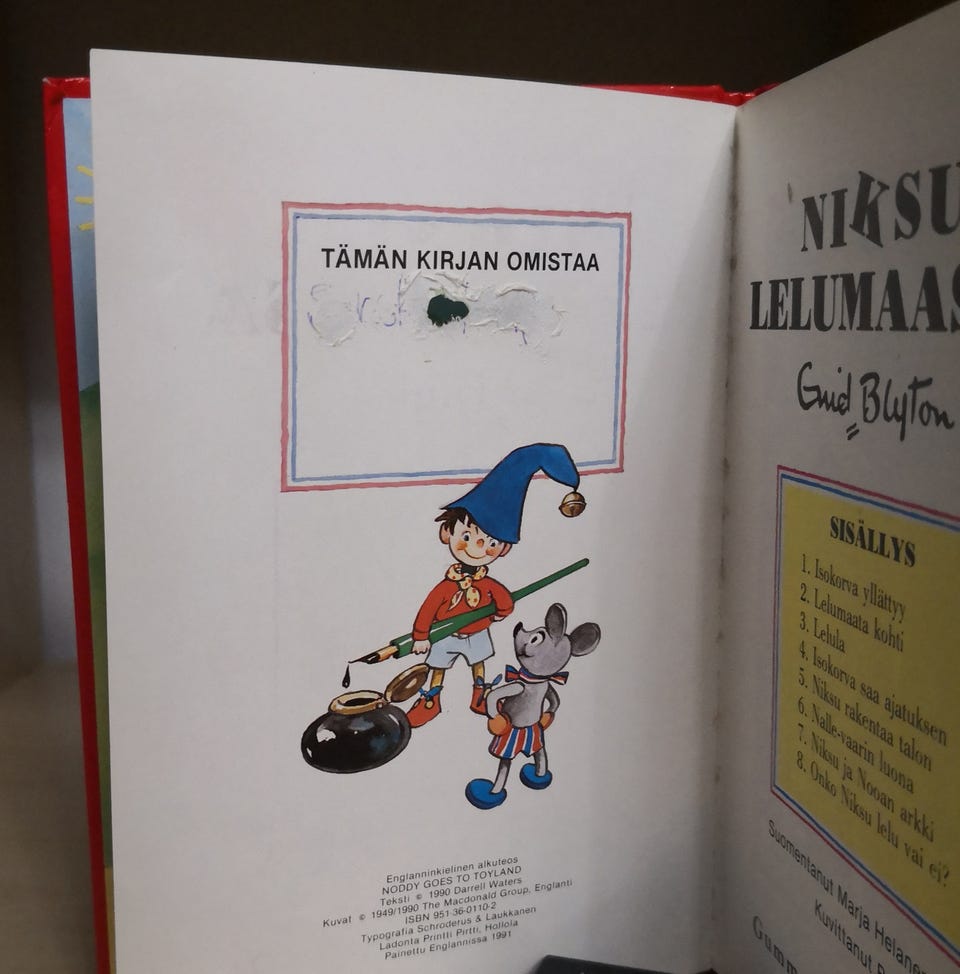 TÄMÄN KIRJAN OMISTAA
Englanninkielinen alkuteos
NODDY GOES TO TOYLAND
Teksti © 1990 Darrell Waters
Kuvat © 1949/1990 The Macdonald Group, Englanti
ISBN 951-36-0110-2
Typografia Schroderus & Laukkanen
Ladonta Printti Pirtti, Hollola
Painettu Englannissa 1991
NIKSU
LELUMAAS
Enid Blyton
SISÄLLYS
1. Isokorva yllättyy
2. Lelumaata kohti
3. Lelula
4. Isokorva saa ajatuksen
5. Niksu rakentaa talon
6. Nalle-vaarin luona
7. Niksu ja Nooan arkki
8. Onko Niksu lelu vai ei?
Suomentanut Marja Helanen
Kuvittanut
Gumm